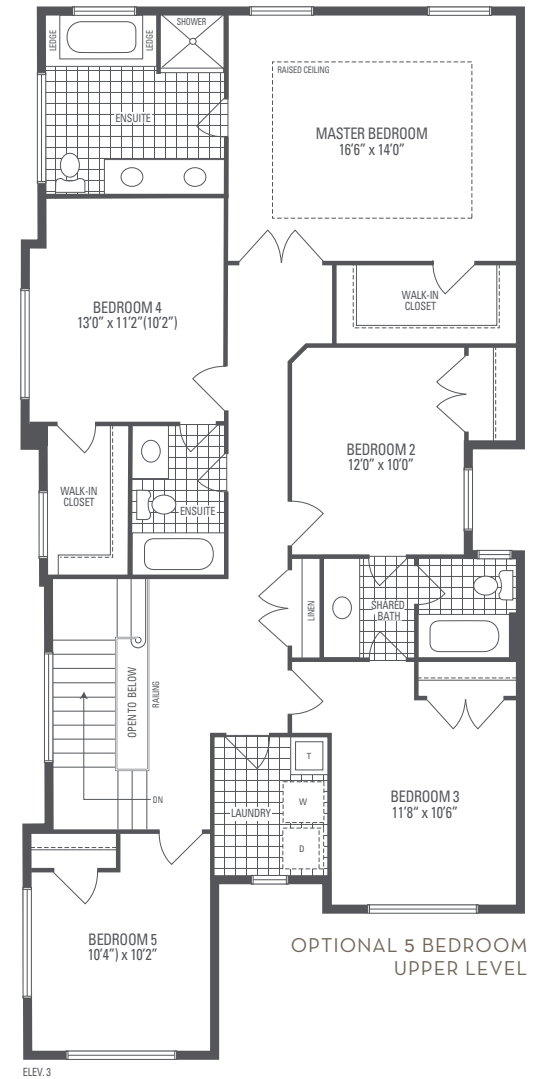 LEDGE
LEDGE
SHOWER
RAISED CEILING
ENSUITE
MASTER BEDROOM
16'6" x 14'0"
WALK-IN
CLOSET
BEDROOM 4
13'0" x 11'2"(10'2")
BEDROOM 2
12'0" x 10'0"
WALK-IN
CLOSET
ENSUITE
LINEN
SHARED
BATH
OPEN TO BELOW
RAILING
DN
T
W
D
LAUNDRY
BEDROOM 3
11'8" x 10'6"
BEDROOM 5
10'4") x 10'2"
OPTIONAL 5 BEDROOM
UPPER LEVEL
ELEV. 3